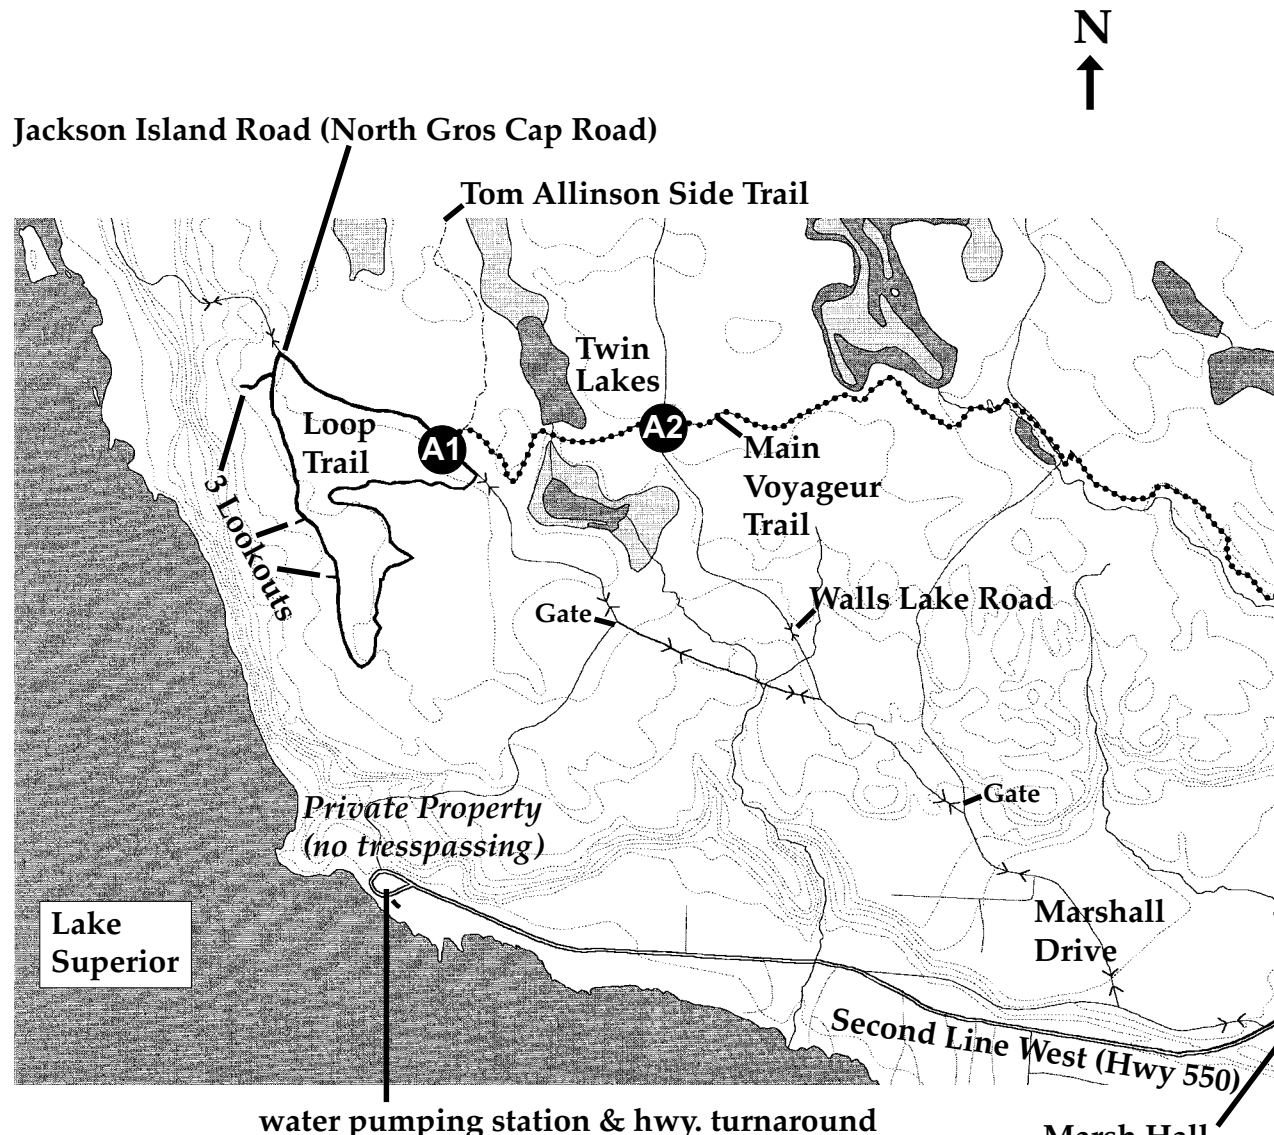 N
Jackson Island Road (North Gros Cap Road)
Tom Allinson Side Trail
Twin
Lakes
A2
Loop
Trail
A1
Main
Voyageur
Trail
3 Lookouts
Walls Lake Road
Gate
Gate
Private Property
(no tresspassing)
Lake
Superior
Marshall
Drive
Second Line West (Hwy 550)
water pumping station & hwy. turnaround
Marsh Hall